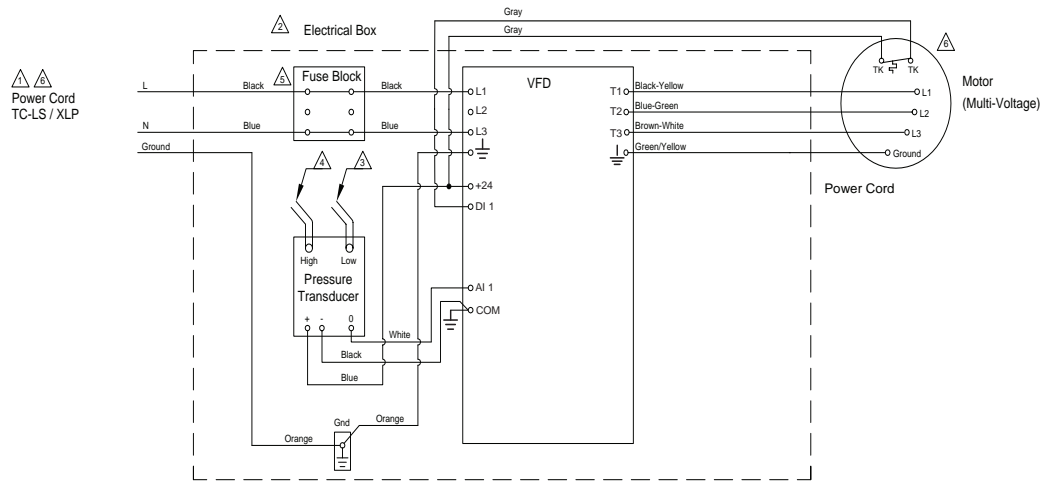 Gray
2
Electrical Box
Gray
6
1 6
Power Cord
TC-LS / XLP
L
Black
5
Fuse Block
Black
L1
VFD
T1
Black-Yellow
L1
TK
TK
Motor
(Multi-Voltage)
L2
T2
Blue-Green
L2
N
Blue
Blue
L3
T3
Brown-White
L3
Ground
Green/Yellow
Ground
4
3
+24
Power Cord
DI 1
High
Low
Pressure
Transducer
AI 1
+ - 0
COM
White
Black
Blue
Gnd
Orange
Orange